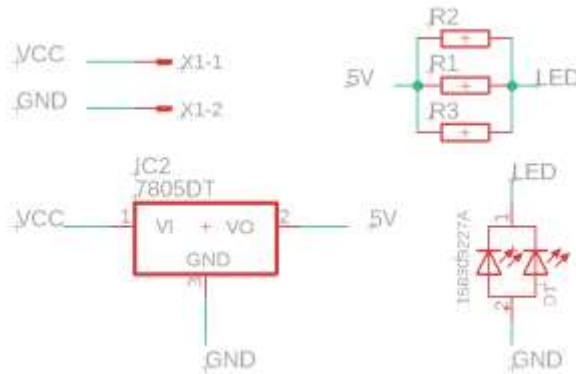 VCC
X1-1
GND
X1-2
R2
5V
R1
LED
R3
IC2
7805DT
VCC
1
VI
VO
2
5V
GND
3
GND
LED
1
DT
2
GND